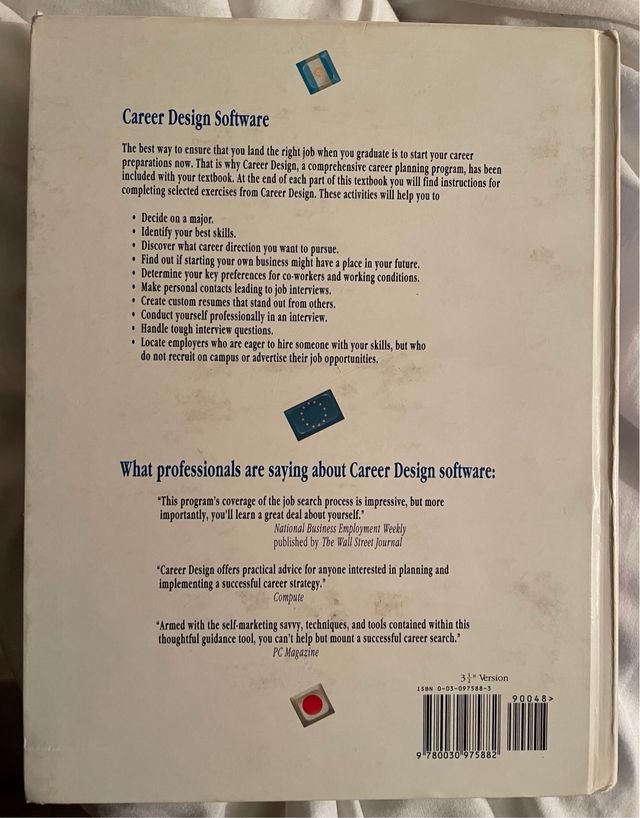 Career Design Software
The best way to ensure that you land the right job when you graduate is to start your career
preparations now. That is why Career Design, a comprehensive career planning program, has been
included with your textbook. At the end of each part of this textbook you will find instructions for
completing selected exercises from Career Design. These activities will help you to
• Decide on a major.
• Identify your best skills.
• Discover what career direction you want to pursue.
• Find out if starting your own business might have a place in your future.
• Determine your key preferences for co-workers and working conditions.
• Make personal contacts leading to job interviews.
• Create custom resumes that stand out from others.
• Conduct yourself professionally in an interview.
• Handle tough interview questions.
• Locate employers who are eager to hire someone with your skills, but who
do not recruit on campus or advertise their job opportunities.
What professionals are saying about Career Design software:
"This program's coverage of the job search process is impressive, but more
importantly, you'll learn a great deal about yourself."
National Business Employment Weekly
published by The Wall Street Journal
"Career Design offers practical advice for anyone interested in planning and
implementing a successful career strategy."
Compute
"Armed with the self-marketing savvy, techniques, and tools contained within this
thoughtful guidance tool, you can't help but mount a successful career search."
PC Magazine
3½" Version
ISBN 0-03-097588-3
90048>
9 780030 975882